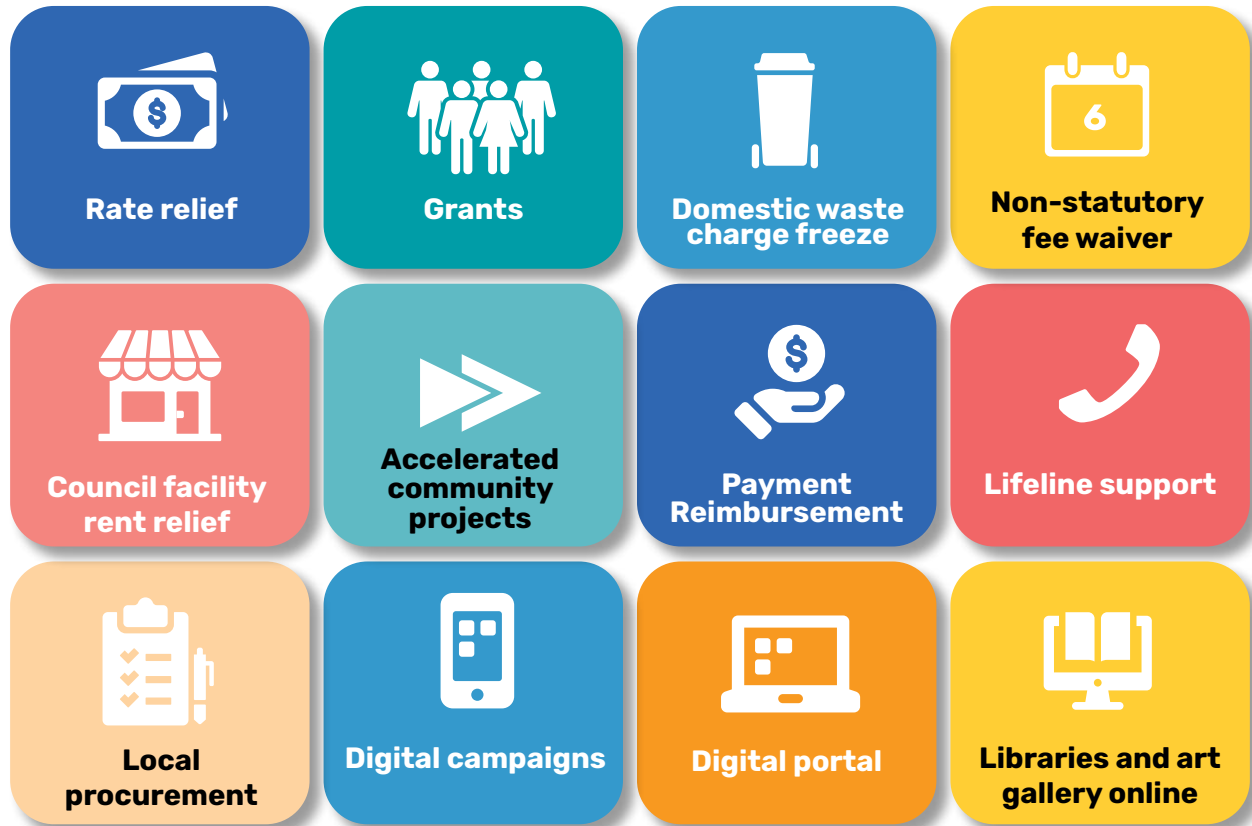 Rate relief
Grants
Domestic waste
charge freeze
6
Non-statutory
fee waiver
Council facility
rent relief
Accelerated
community
projects
$
Payment
Reimbursement
Lifeline support
Local
procurement
Digital campaigns
Digital portal
Libraries and art
gallery online